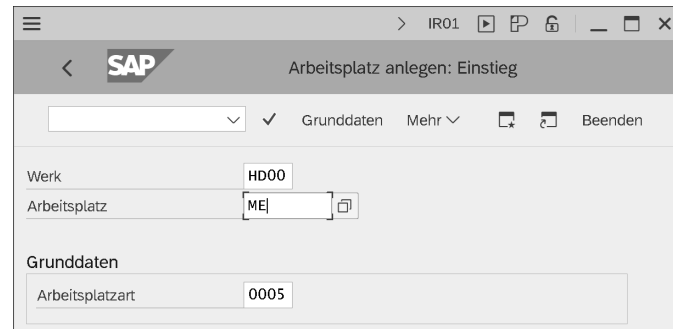 IR01
SAP Arbeitsplatz anlegen: Einstieg
Grunddaten Mehr Beenden
Werk HD00
Arbeitsplatz ME
Grunddaten
Arbeitsplatzart 0005